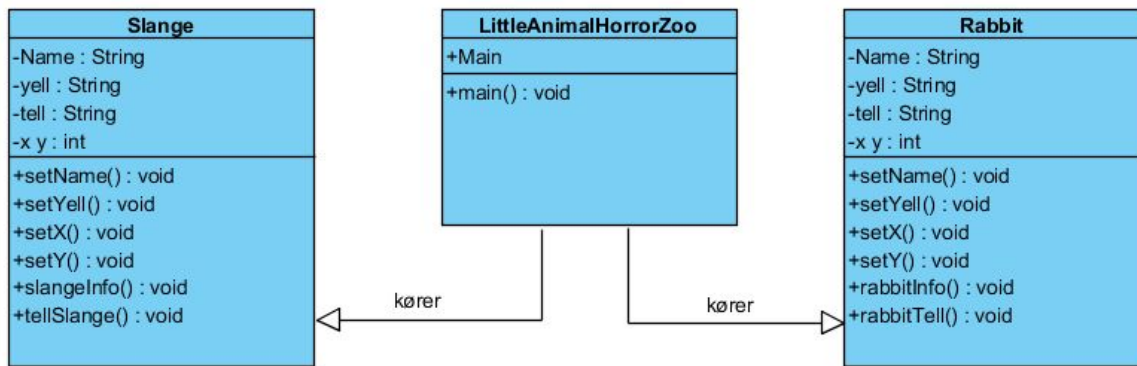 Slange
-Name : String
-yell : String
-tell : String
-x y : int
+setName() : void
+setYell() : void
+setX() : void
+setY() : void
+slangeInfo() : void
+tellSlange() : void
LittleAnimalHorrorZoo
+Main
+main() : void
kører
kører
Rabbit
-Name : String
-yell : String
-tell : String
-x y : int
+setName() : void
+setYell() : void
+setX() : void
+setY() : void
+rabbitInfo() : void
+rabbitTell() : void